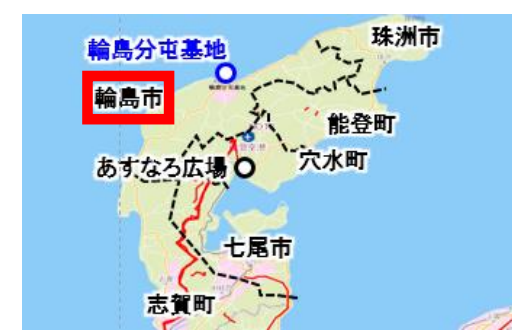 珠洲市
輪島分屯基地
輪島市
能登町
あすなろ広場
穴水町
七尾市
志賀町